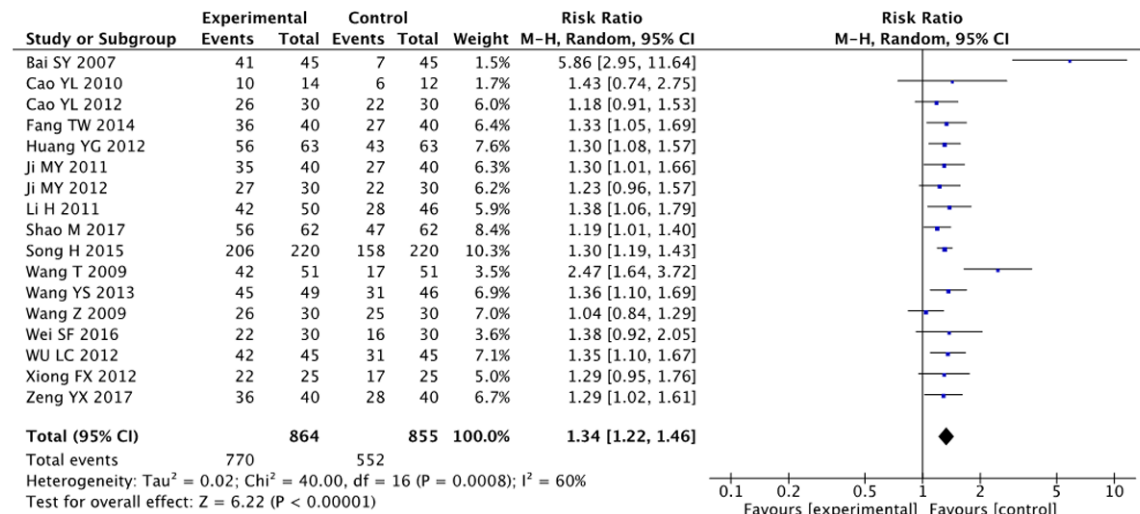 Experimental Control Risk Ratio Risk Ratio
Study or Subgroup Events Total Events Total Weight M-H, Random, 95% CI M-H, Random, 95% CI
Bai SY 2007 41 45 7 45 1.5% 5.86 [2.95, 11.64]
Cao YL 2010 10 14 6 12 1.7% 1.43 [0.74, 2.75]
Cao YL 2012 26 30 22 30 6.0% 1.18 [0.91, 1.53]
Fang TW 2014 36 40 27 40 6.4% 1.33 [1.05, 1.69]
Huang YG 2012 56 63 43 63 7.6% 1.30 [1.08, 1.57]
Ji MY 2011 35 40 27 40 6.3% 1.30 [1.01, 1.66]
Ji MY 2012 27 30 22 30 6.2% 1.23 [0.96, 1.57]
Li H 2011 42 50 28 46 5.9% 1.38 [1.06, 1.79]
Shao M 2017 56 62 47 62 8.4% 1.19 [1.01, 1.40]
Song H 2015 206 220 158 220 10.3% 1.30 [1.19, 1.43]
Wang T 2009 42 51 17 51 3.5% 2.47 [1.64, 3.72]
Wang YS 2013 45 49 31 46 6.9% 1.36 [1.10, 1.69]
Wang Z 2009 26 30 25 30 7.0% 1.04 [0.84, 1.29]
Wei SF 2016 22 30 16 30 3.6% 1.38 [0.92, 2.05]
WU LC 2012 42 45 31 45 7.1% 1.35 [1.10, 1.67]
Xiong FX 2012 22 25 17 25 5.0% 1.29 [0.95, 1.76]
Zeng YX 2017 36 40 28 40 6.7% 1.29 [1.02, 1.61]
Total (95% CI) 864 855 100.0% 1.34 [1.22, 1.46]
Total events 770 552
Heterogeneity: Tau² = 0.02; Chi² = 40.00, df = 16 (P = 0.0008); I² = 60%
Test for overall effect: Z = 6.22 (P < 0.00001)
0.1 0.2 0.5 1 2 5 10
Favours [experimental] Favours [control]